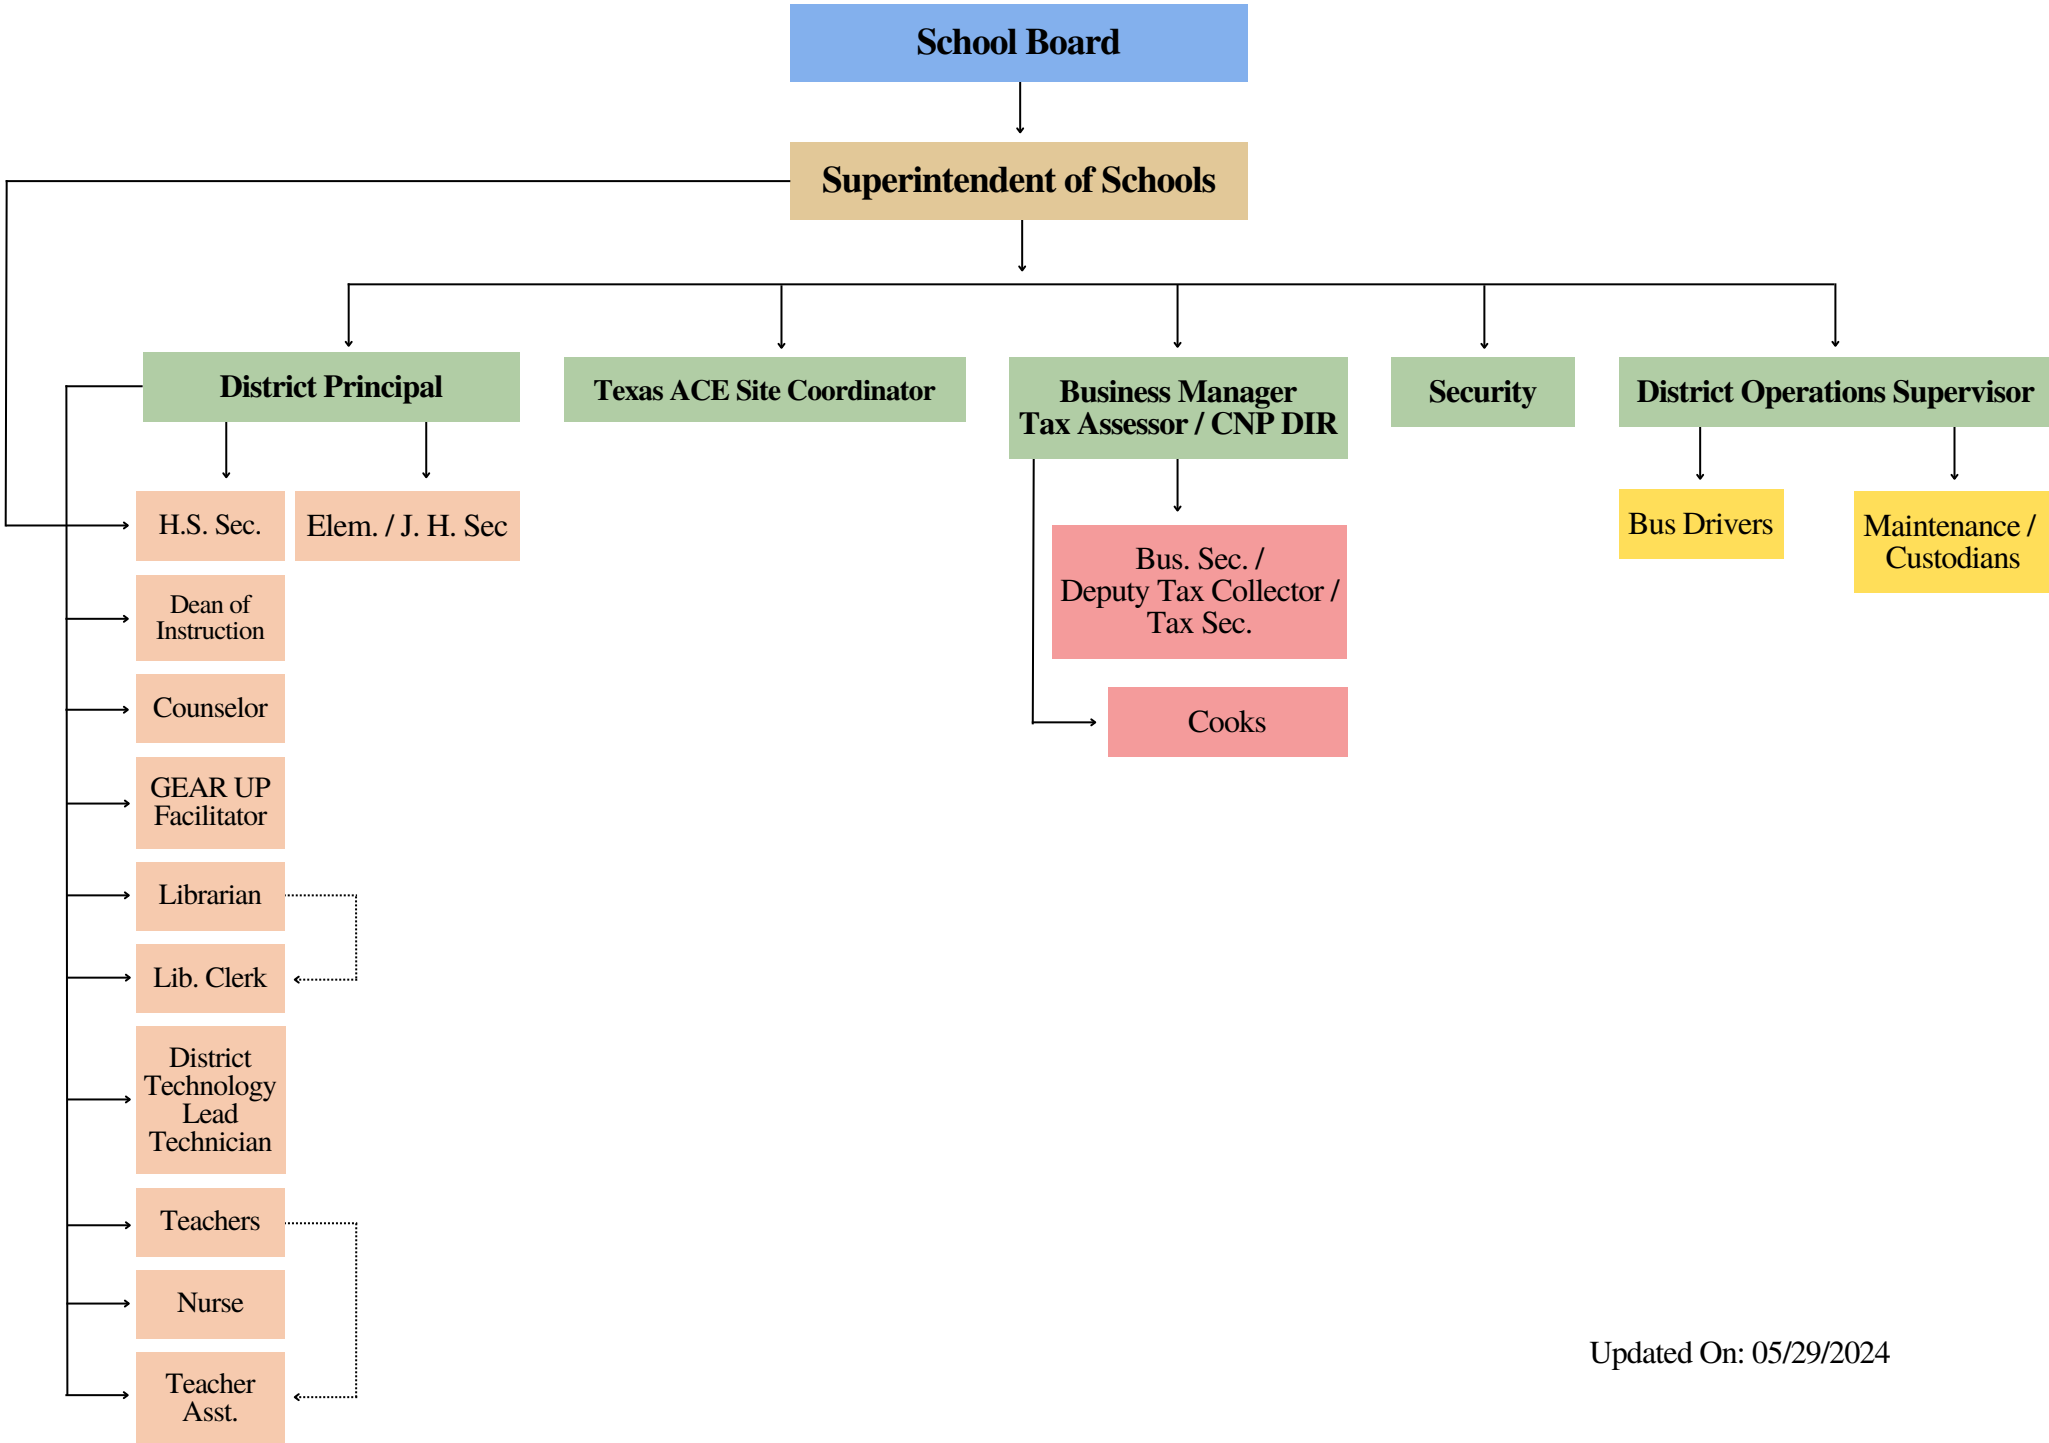 School Board
Superintendent of Schools
District Principal
Texas ACE Site Coordinator
Business Manager
Tax Assessor / CNP DIR
Security
District Operations Supervisor
H.S. Sec.
Elem. / J. H. Sec
Bus. Sec. /
Deputy Tax Collector /
Tax Sec.
Bus Drivers
Maintenance /
Custodians
Dean of
Instruction
Counselor
Cooks
GEAR UP
Facilitator
Librarian
Lib. Clerk
District
Technology
Lead
Technician
Teachers
Nurse
Teacher
Asst.
Updated On: 05/29/2024